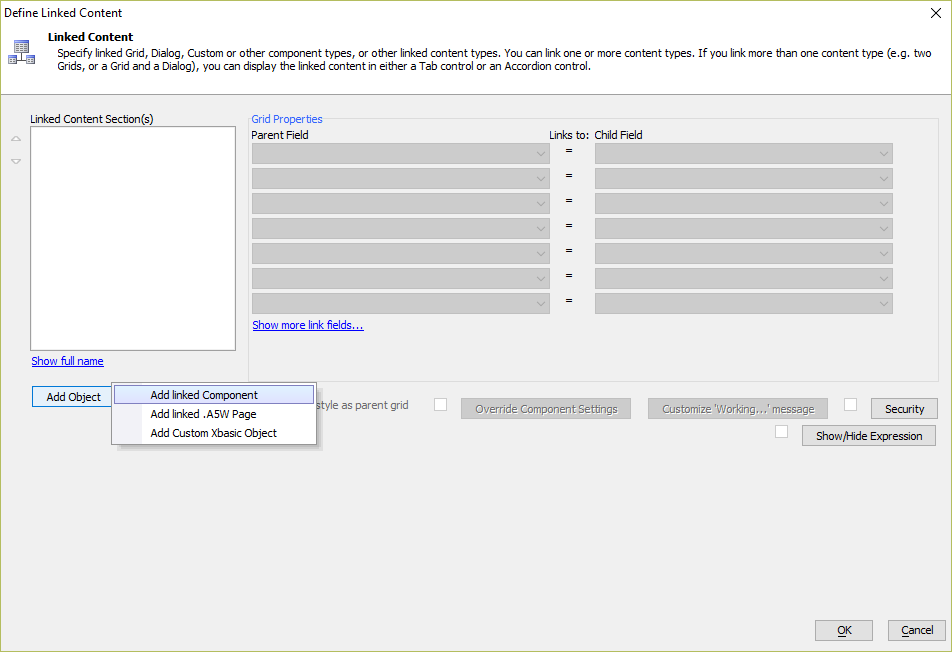 Define Linked Content
Linked Content
Specify linked Grid, Dialog, Custom or other component types, or other linked content types. You can link one or more content types. If you link more than one content type (e.g. two
Grids, or a Grid and a Dialog), you can display the linked content in either a Tab control or an Accordion control.
Linked Content Section(s)
Grid Properties
Parent Field
Links to:
Child Field
=
=
=
=
=
=
=
Show more link fields...
Show full name
Add Object
Add linked Component
Add linked .A5W Page
Add Custom Xbasic Object
style as parent grid
Override Component Settings
Customize 'Working...' message
Security
Show/Hide Expression
OK
Cancel